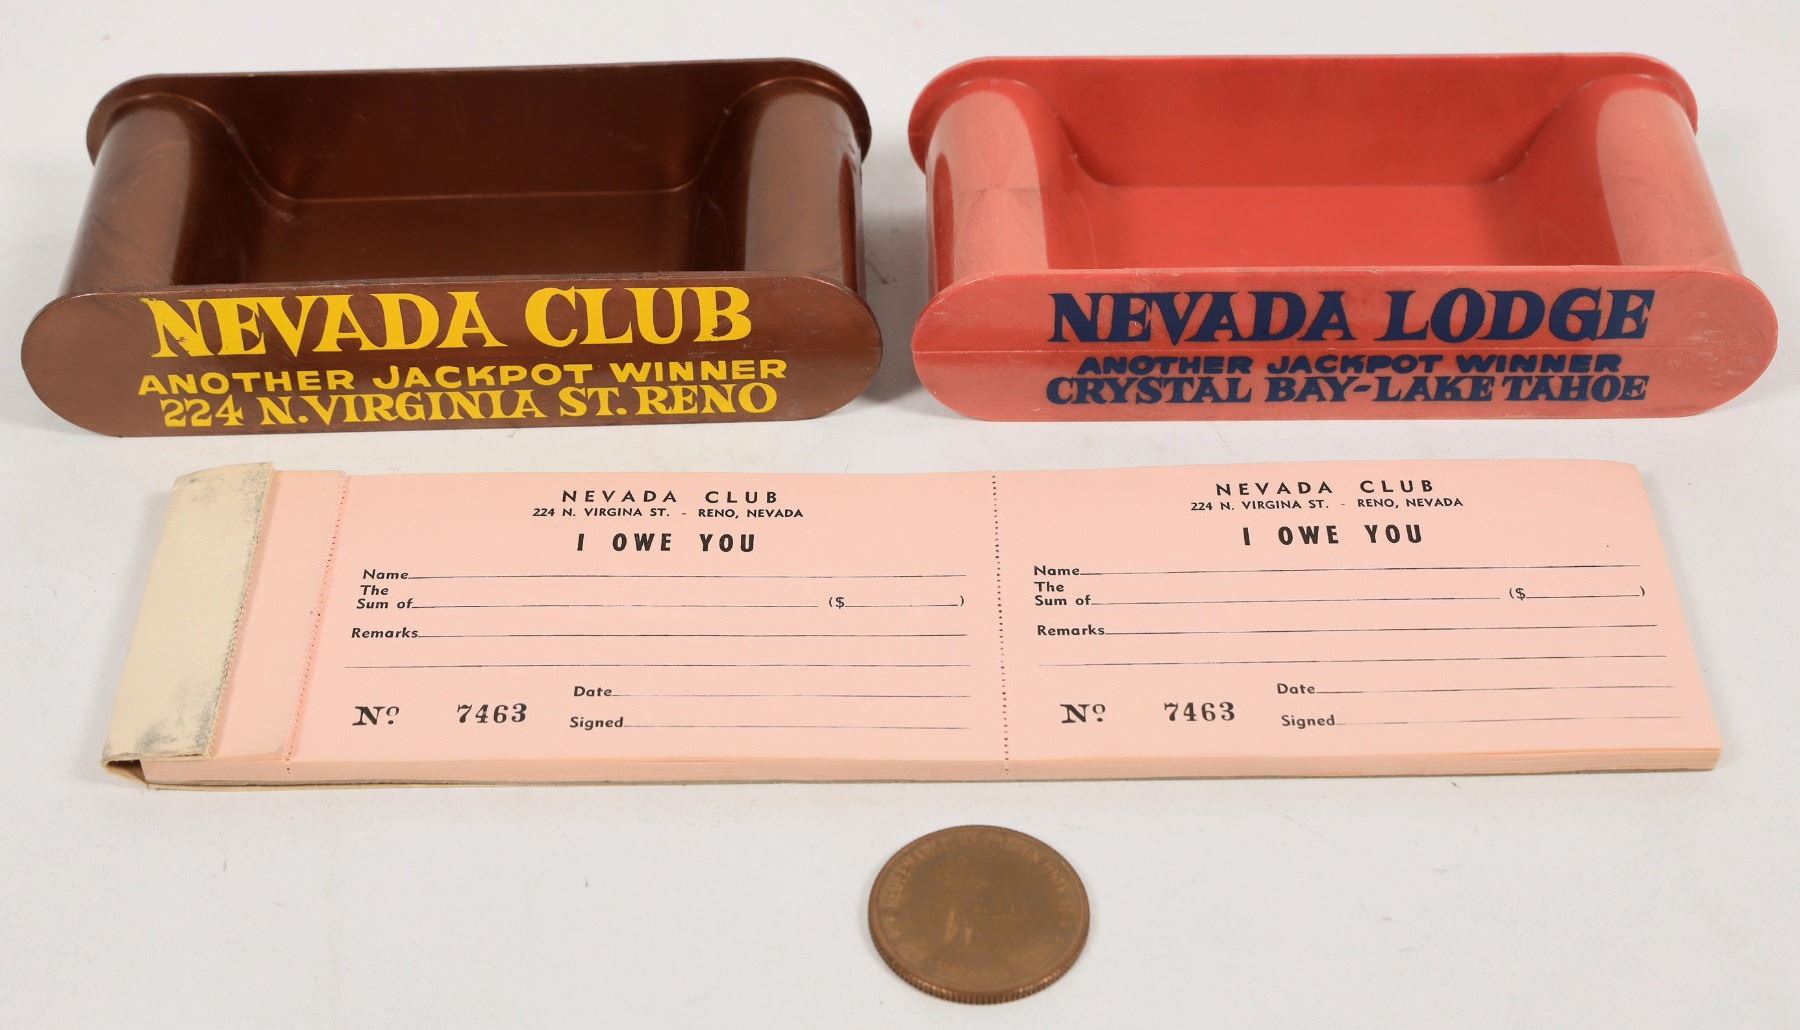 NEVADA CLUB
ANOTHER JACKPOT WINNER
224 N. VIRGINIA ST. RENO
NEVADA LODGE
ANOTHER JACKPOT WINNER
CRYSTAL BAY-LAKE TAHOE
NEVADA CLUB
224 N. VIRGINA ST. - RENO, NEVADA
I OWE YOU
Name
The
Sum of ($ )
Remarks
Date
No. 7463
Signed
NEVADA CLUB
224 N. VIRGINA ST. - RENO, NEVADA
I OWE YOU
Name
The
Sum of ($ )
Remarks
Date
No. 7463
Signed